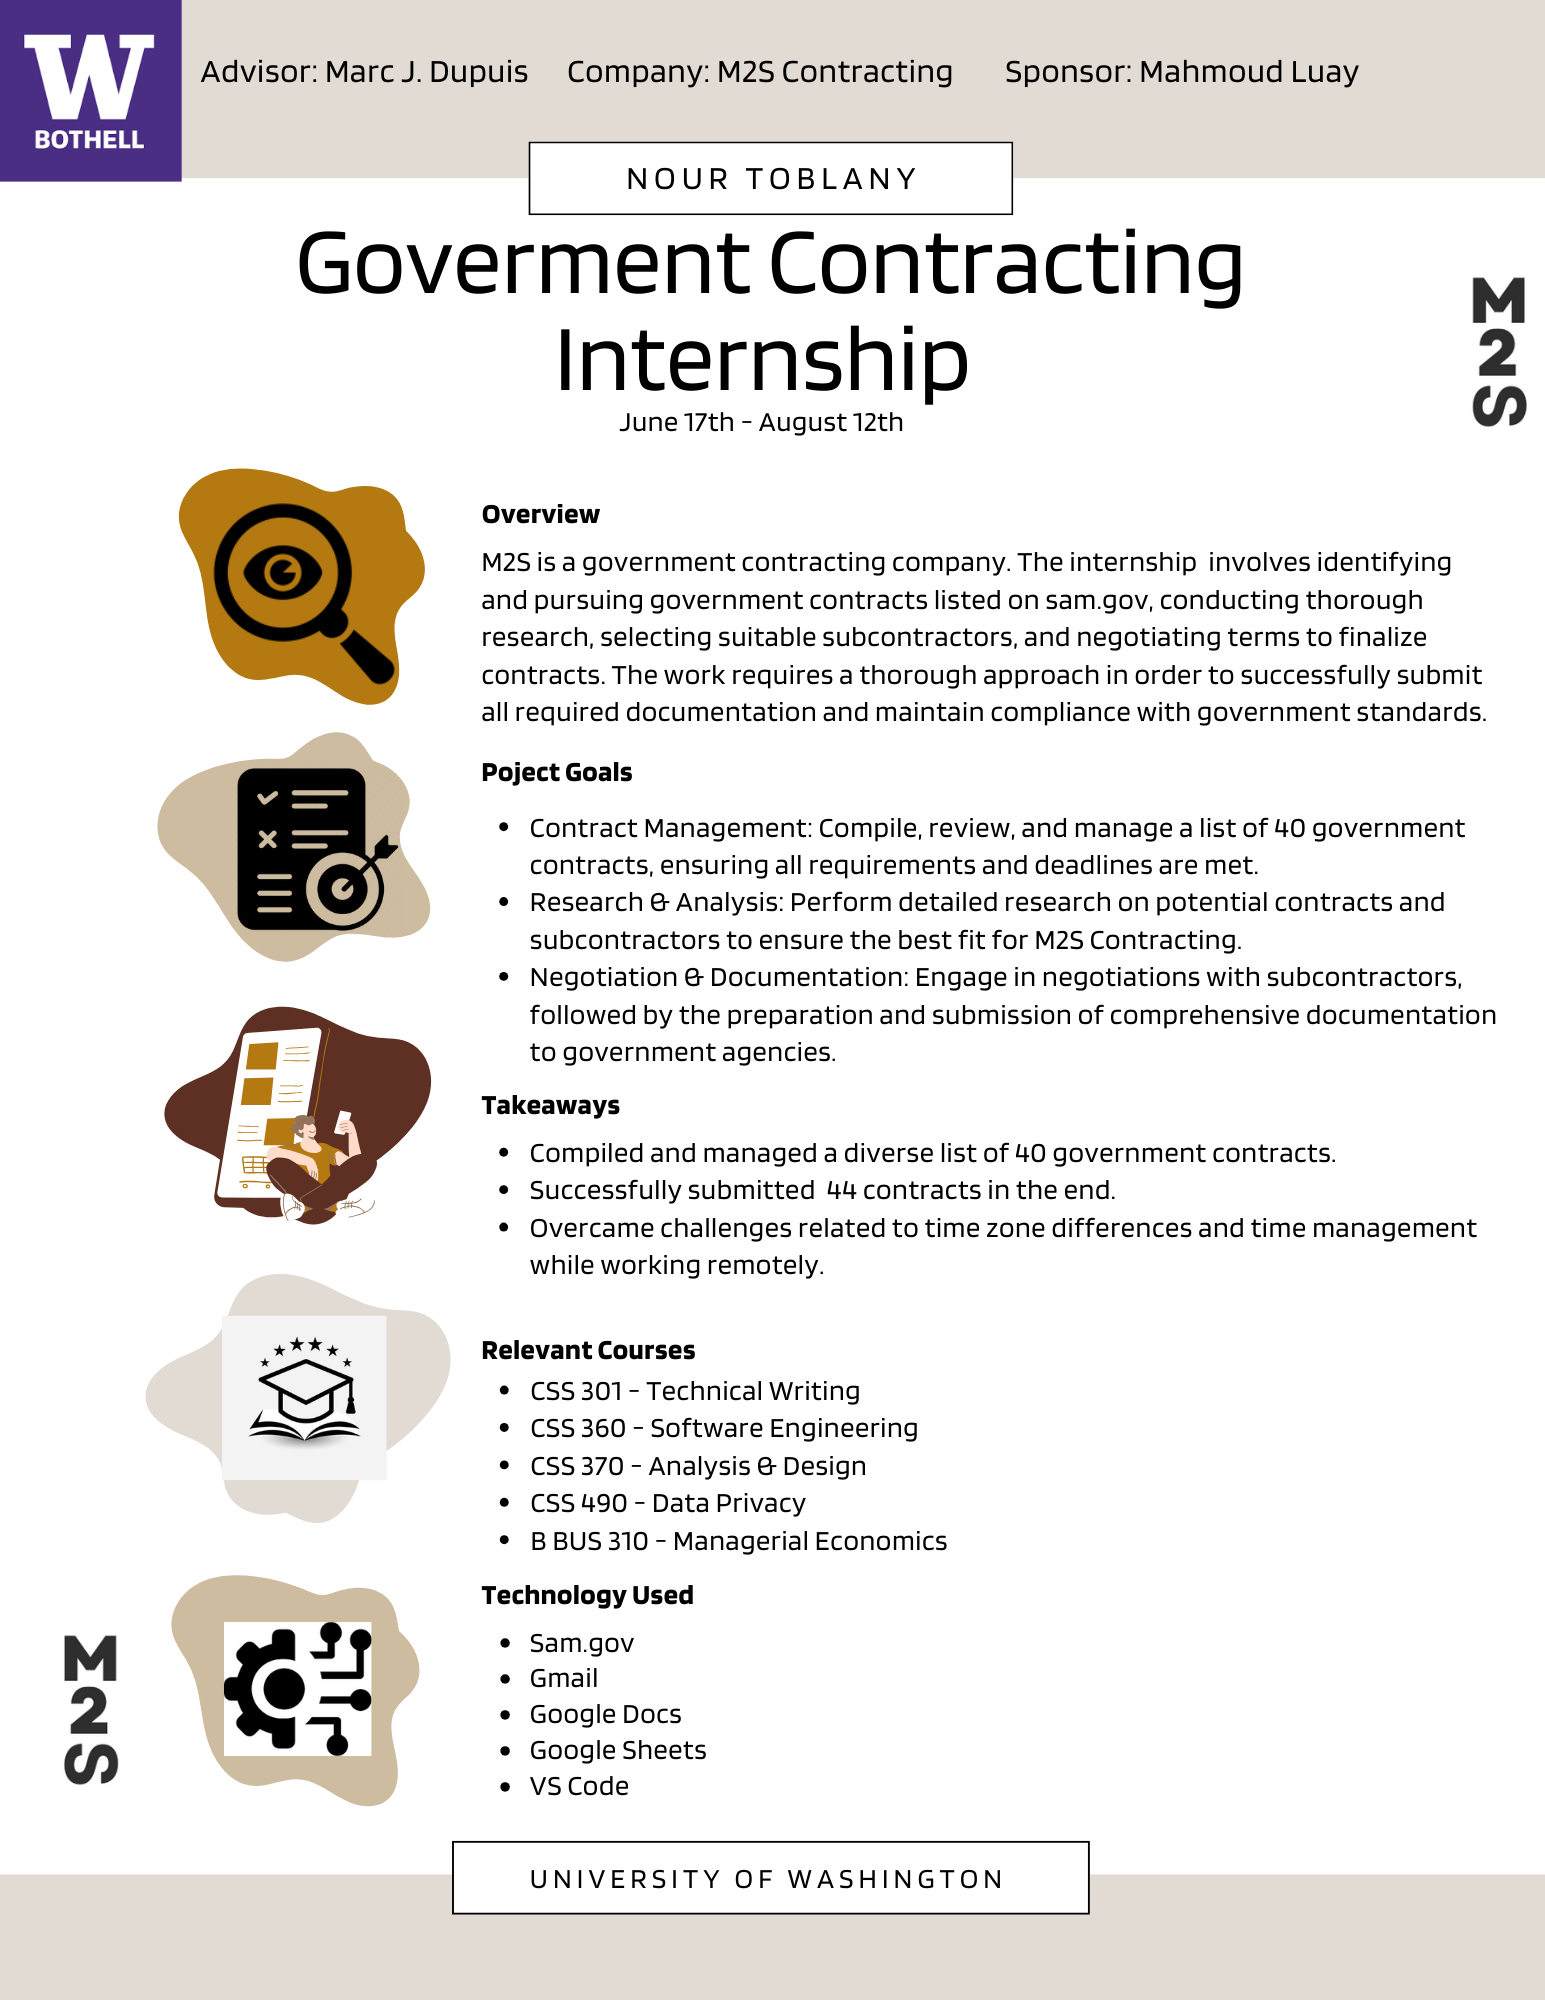 W
BOTHELL
Advisor: Marc J. Dupuis Company: M2S Contracting Sponsor: Mahmoud Luay
NOUR TOBLANY
Goverment Contracting
Internship
June 17th - August 12th
M
2
S
Overview
M2S is a government contracting company. The internship involves identifying
and pursuing government contracts listed on sam.gov, conducting thorough
research, selecting suitable subcontractors, and negotiating terms to finalize
contracts. The work requires a thorough approach in order to successfully submit
all required documentation and maintain compliance with government standards.
Poject Goals
• Contract Management: Compile, review, and manage a list of 40 government
contracts, ensuring all requirements and deadlines are met.
• Research & Analysis: Perform detailed research on potential contracts and
subcontractors to ensure the best fit for M2S Contracting.
• Negotiation & Documentation: Engage in negotiations with subcontractors,
followed by the preparation and submission of comprehensive documentation
to government agencies.
Takeaways
• Compiled and managed a diverse list of 40 government contracts.
• Successfully submitted 44 contracts in the end.
• Overcame challenges related to time zone differences and time management
while working remotely.
Relevant Courses
• CSS 301 - Technical Writing
• CSS 360 - Software Engineering
• CSS 370 - Analysis & Design
• CSS 490 - Data Privacy
• B BUS 310 - Managerial Economics
Technology Used
• Sam.gov
• Gmail
• Google Docs
• Google Sheets
• VS Code
M
2
S
UNIVERSITY OF WASHINGTON